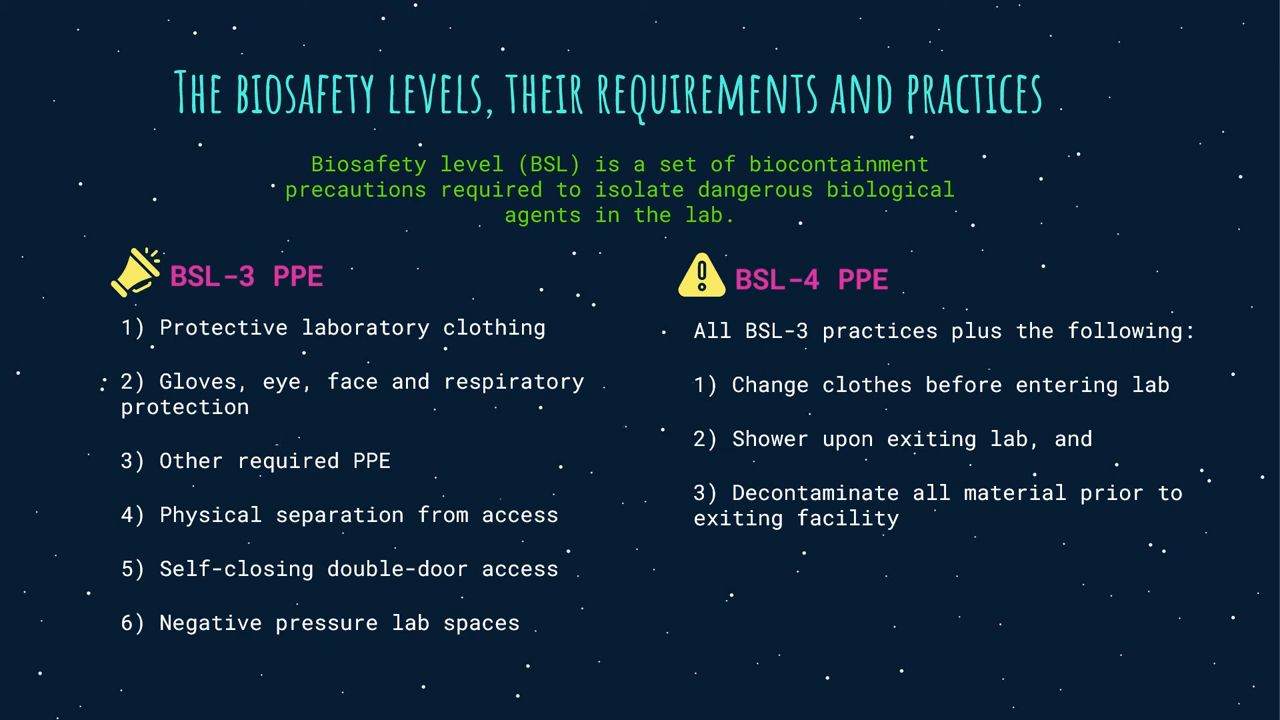 The biosafety levels, their requirements and practices
Biosafety level (BSL) is a set of biocontainment
precautions required to isolate dangerous biological
agents in the lab.
BSL-3 PPE
1) Protective laboratory clothing
2) Gloves, eye, face and respiratory
protection
3) Other required PPE
4) Physical separation from access
5) Self-closing double-door access
6) Negative pressure lab spaces
BSL-4 PPE
All BSL-3 practices plus the following:
1) Change clothes before entering lab
2) Shower upon exiting lab, and
3) Decontaminate all material prior to
exiting facility